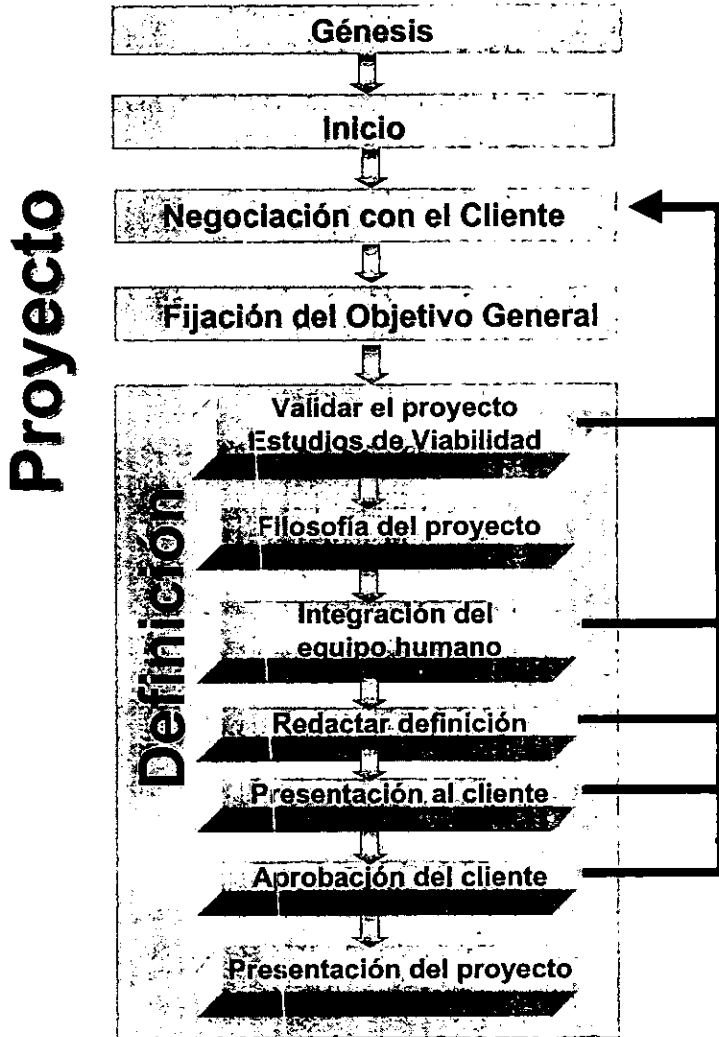 Proyecto
Génesis
Inicio
Negociación con el Cliente
Fijación del Objetivo General
Definición
Validar el proyecto
Estudios de Viabilidad
Filosofía del proyecto
Integración del
equipo humano
Redactar definición
Presentación al cliente
Aprobación del cliente
Presentación del proyecto